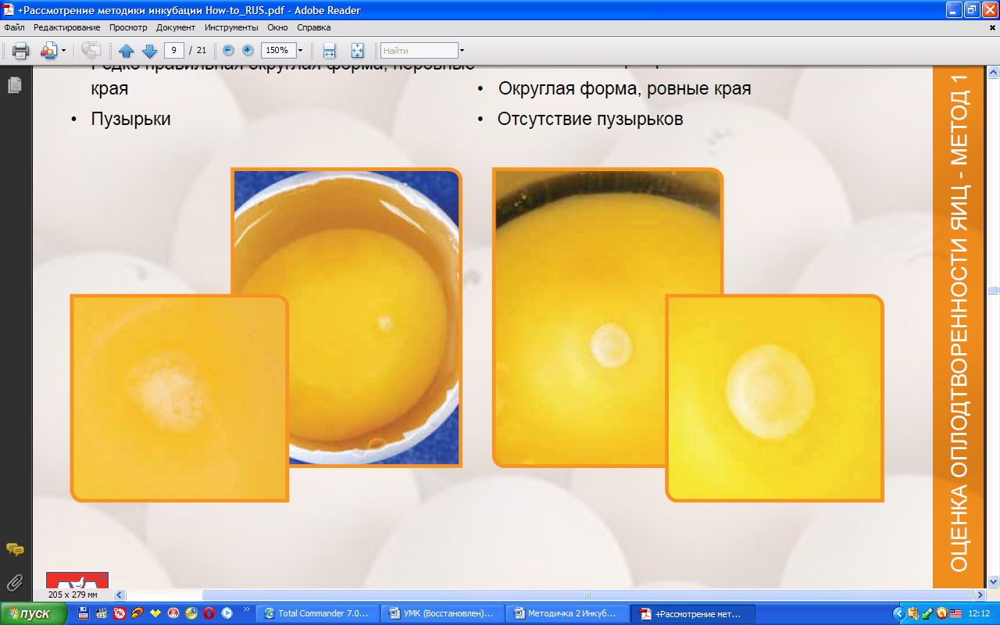 +Рассмотрение методики инкубации How-to_RUS.pdf - Adobe Reader
Файл Редактирование Просмотр Документ Инструменты Окно Справка
9 / 21 150% Найти
Редко правильная округлая форма, неровные
края
• Пузырьки
• Округлая форма, ровные края
• Отсутствие пузырьков
ОЦЕНКА ОПЛОДТВОРЕННОСТИ ЯИЦ - МЕТОД 1
205 x 279 мм
пуск
Total Commander 7.0...
УМК (Восстановлен)...
Методичка 2 Инкуб...
+Рассмотрение мет...
12:12